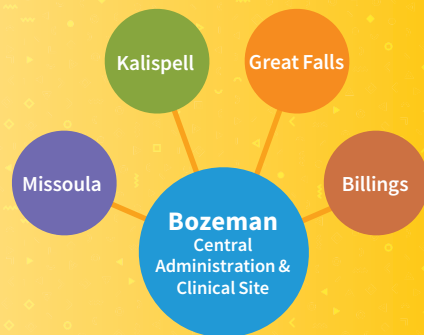 Kalispell
Great Falls
Missoula
Billings
Bozeman
Central
Administration &
Clinical Site